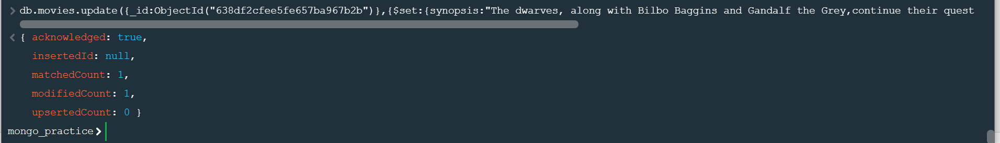 > db.movies.update({_id:ObjectId("638df2cfee5fe657ba967b2b")},{$set:{synopsis:"The dwarves, along with Bilbo Baggins and Gandalf the Grey,continue their quest
< { acknowledged: true,
insertedId: null,
matchedCount: 1,
modifiedCount: 1,
upsertedCount: 0 }
mongo_practice>